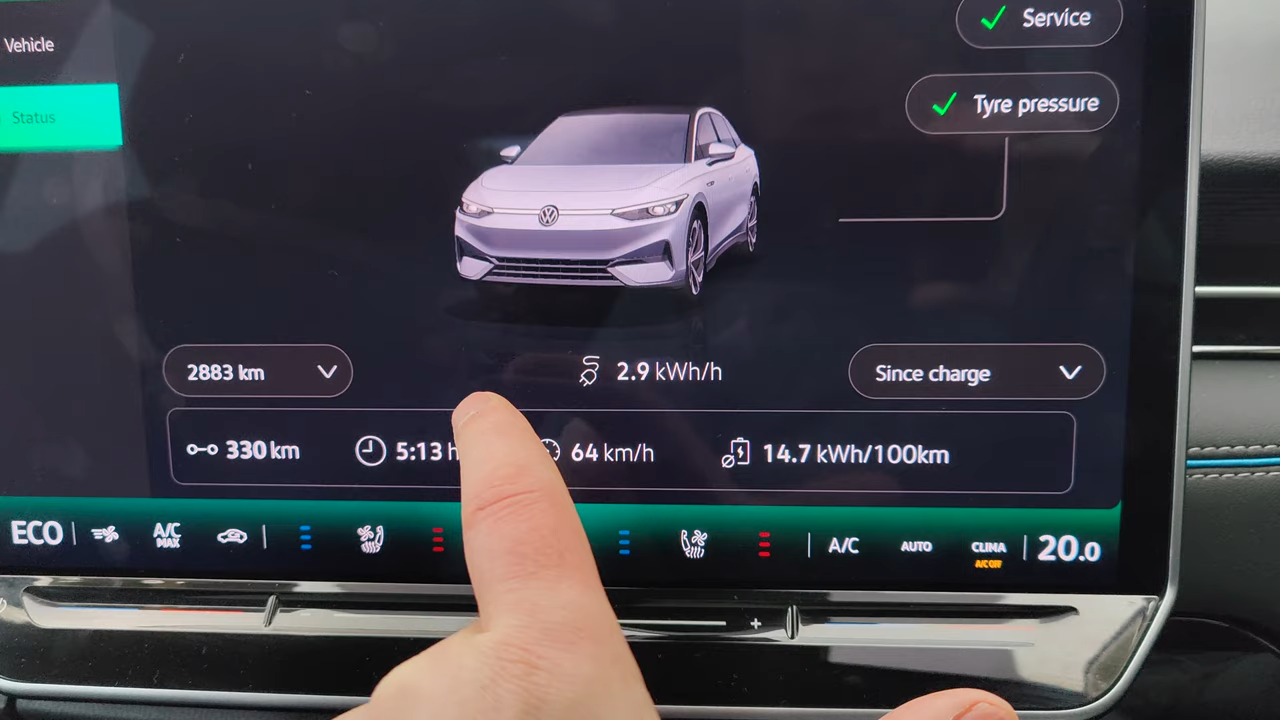 Service
Vehicle
Tyre pressure
Status
2883 km
2.9 kWh/h
Since charge
330 km
5:13 h
64 km/h
14.7 kWh/100km
ECO
A/C
MAX
A/C
AUTO
CLIMA
A/C OFF
20.0
+